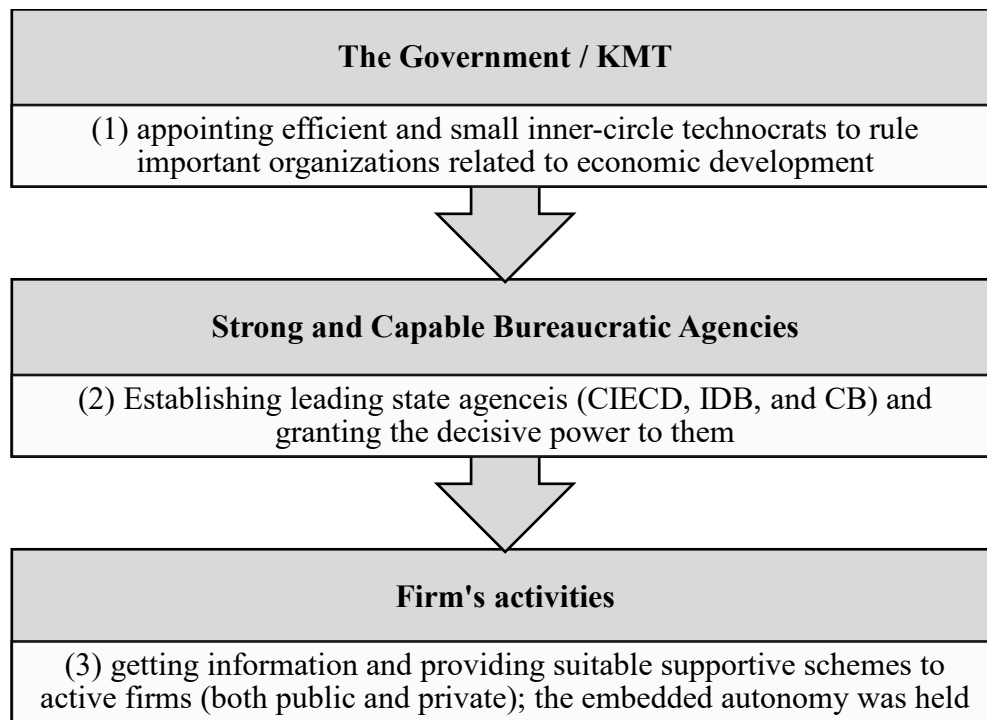 The Government / KMT
(1) appointing efficient and small inner-circle technocrats to rule
important organizations related to economic development
Strong and Capable Bureaucratic Agencies
(2) Establishing leading state agenceis (CIECD, IDB, and CB) and
granting the decisive power to them
Firm's activities
(3) getting information and providing suitable supportive schemes to
active firms (both public and private); the embedded autonomy was held